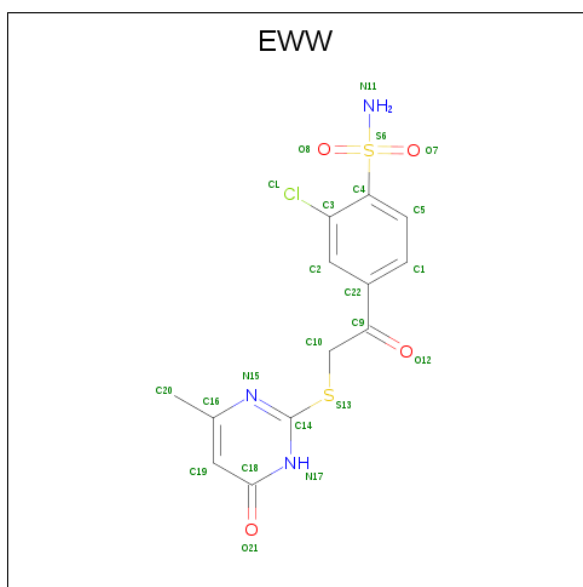 EWW
N11
NH₂
S6
O8 O S O O7
CL C4
Cl C3 C5
C2 C1
C22
C9
C10
O O12
N15
C20 N S
C16 S13
C14
NH
C19 C18 N17
O
O21